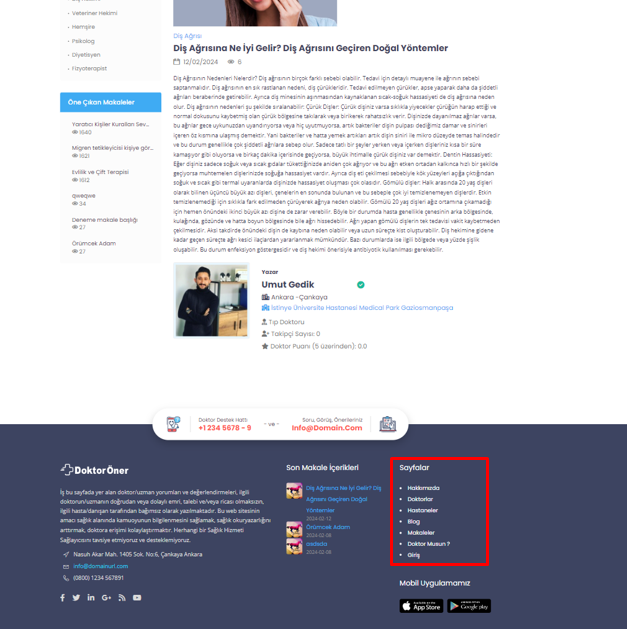 Veteriner Hekimi
Hemşire
Psikolog
Diyetisyen
Fizyoterapist
Öne Çıkan Makaleler
Yaratıcı Kişiler Kuralları Sev...
1640
Migren tetikleyicisi kişiye gör...
1621
Evlilik ve Çift Terapisi
1612
qweqwe
34
Deneme makale başlığı
27
Örümcek Adam
27
Diş Ağrısı
Diş Ağrısına Ne İyi Gelir? Diş Ağrısını Geçiren Doğal Yöntemler
12/02/2024 6
Diş Ağrısının Nedenleri Nelerdir? Diş ağrısının birçok farklı sebebi olabilir. Tedavi için detaylı muayene ile ağrının sebebi
saptanmalıdır. Diş ağrısının en sık rastlanan nedeni, diş çürükleridir. Tedavi edilmeyen çürükler, apse yaparak daha da şiddetli
ağrıları beraberinde getirebilir. Ayrıca diş minesinin aşınmasından kaynaklanan sıcak-soğuk hassasiyeti de diş ağrısına neden
olur. Diş ağrısının nedenleri şu şekilde sıralanabilir: Çürük Dişler: Çürük dişiniz varsa sıklıkla yiyecekler çürüğün harap ettiği ve
normal dokusunu kaybetmiş olan çürük bölgesine takılarak veya birikerek rahatsızlık verir. Dişinizde dayanılmaz ağrılar varsa,
bu ağrılar gece uykunuzdan uyandırıyorsa veya hiç uyutmuyorsa, artık bakteriler dişin pulpası dediğimiz damar ve sinirleri
içeren öz kısmına ulaşmış demektir. Yani bakteriler ve hatta yemek artıkları artık dişin siniri ile mikro düzeyde temas halindedir
ve bu durum genellikle çok şiddetli ağrılara sebep olur. Sadece tatlı bir şeyler yerken veya içerken dişleriniz kısa bir süre
kamaşıyor gibi oluyorsa ve birkaç dakika içerisinde geçiyorsa, büyük ihtimalle çürük dişiniz var demektir. Dentin Hassasiyeti:
Eğer dişiniz sadece soğuk veya sıcak gıdalar tükettiğinizde aniden çok ağrıyor ve bu ağrı etken ortadan kalkınca hızlı bir şekilde
geçiyorsa muhtemelen dişlerinizde soğuğa hassasiyet vardır. Ayrıca diş eti çekilmesi sebebiyle kök yüzeyleri açığa çıktığından
soğuk ve sıcak gibi termal uyaranlarda dişinizde hassasiyet oluşması çok olasıdır. Gömülü dişler: Halk arasında 20 yaş dişleri
olarak bilinen üçüncü büyük azı dişleri, çenelerin en sonunda bulunan ve bu sebeple çok iyi temizlenemeyen dişlerdir. Etkin
temizlenemediği için sıklıkla fark edilmeden çürüyerek ağrıya neden olabilir. Gömülü 20 yaş dişleri ağız ortamına çıkamadığı
için hemen önündeki ikinci büyük azı dişine de zarar verebilir. Böyle bir durumda hasta genellikle çenesinin arka bölgesinde,
kulağında, gözünde ve hatta boyun bölgesinde bile ağrı hissedebilir. Ağrı yapan gömülü dişlerin tek tedavisi vakit kaybetmeden
çekilmesidir. Aksi takdirde önündeki dişin de kaybına neden olabilir veya uzun süreçte kist oluşturabilir. Diş hekimine gidene
kadar geçen süreçte ağrı kesici ilaçlardan yararlanmak mümkündür. Bazı durumlarda ise ilgili bölgede veya yüzde şişlik
oluşabilir. Bu durum enfeksiyon göstergesidir ve diş hekimi önerisiyle antibiyotik kullanılması gerekebilir.
Yazar
Umut Gedik
Ankara -Çankaya
İstinye Üniversite Hastanesi Medical Park Gaziosmanpaşa
Tıp Doktoru
Takipçi Sayısı: 0
Doktor Puanı (5 üzerinden): 0.0
Doktor Destek Hattı
+1 234 5678 - 9
- ve -
Soru, Görüş, Önerileriniz
Info@Domain.Com
DoktorÖner
İş bu sayfada yer alan doktor/uzman yorumları ve değerlendirmeleri, ilgili
doktorun/uzmanın doğrudan veya dolaylı emri, talebi ve/veya ricası olmaksızın,
ilgili hasta/danışan tarafından bağımsız olarak yazılmaktadır. Bu web sitesinin
amacı sağlık alanında kamuoyunun bilgilenmesini sağlamak, sağlık okuryazarlığını
arttırmak, doktora erişimi kolaylaştırmaktır. Herhangi bir Sağlık Hizmeti
Sağlayıcısını tavsiye etmiyoruz ve desteklemiyoruz.
Nasuh Akar Mah. 1405 Sok. No:6, Çankaya Ankara
info@domainurl.com
(0800) 1234 567891
Son Makale İçerikleri
Diş Ağrısına Ne İyi Gelir? Diş
Ağrısını Geçiren Doğal
Yöntemler
2024-02-12
Örümcek Adam
2024-02-08
asdsda
2024-02-08
Sayfalar
Hakkımızda
Doktorlar
Hastaneler
Blog
Makaleler
Doktor Musun ?
Giriş
Mobil Uygulamamız
App Store
Google play